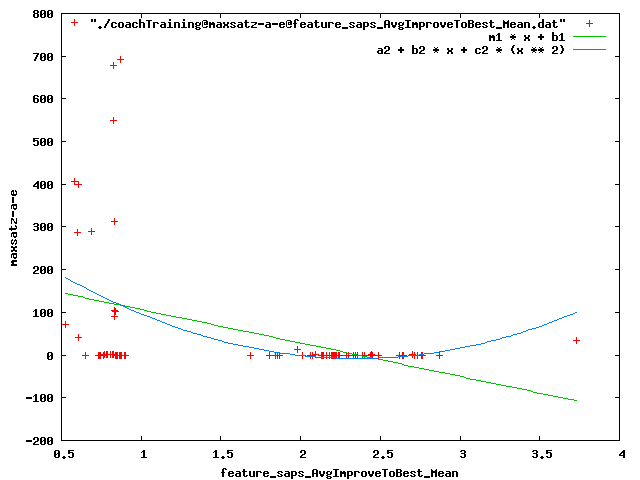 "./coachTraining@maxsatz-a-e@feature_saps_AvgImproveToBest_Mean.dat"
m1 * x + b1
a2 + b2 * x + c2 * (x ** 2)
800
700
600
500
400
300
200
100
0
-100
-200
maxsatz-a-e
0.5 1 1.5 2 2.5 3 3.5 4
feature_saps_AvgImproveToBest_Mean